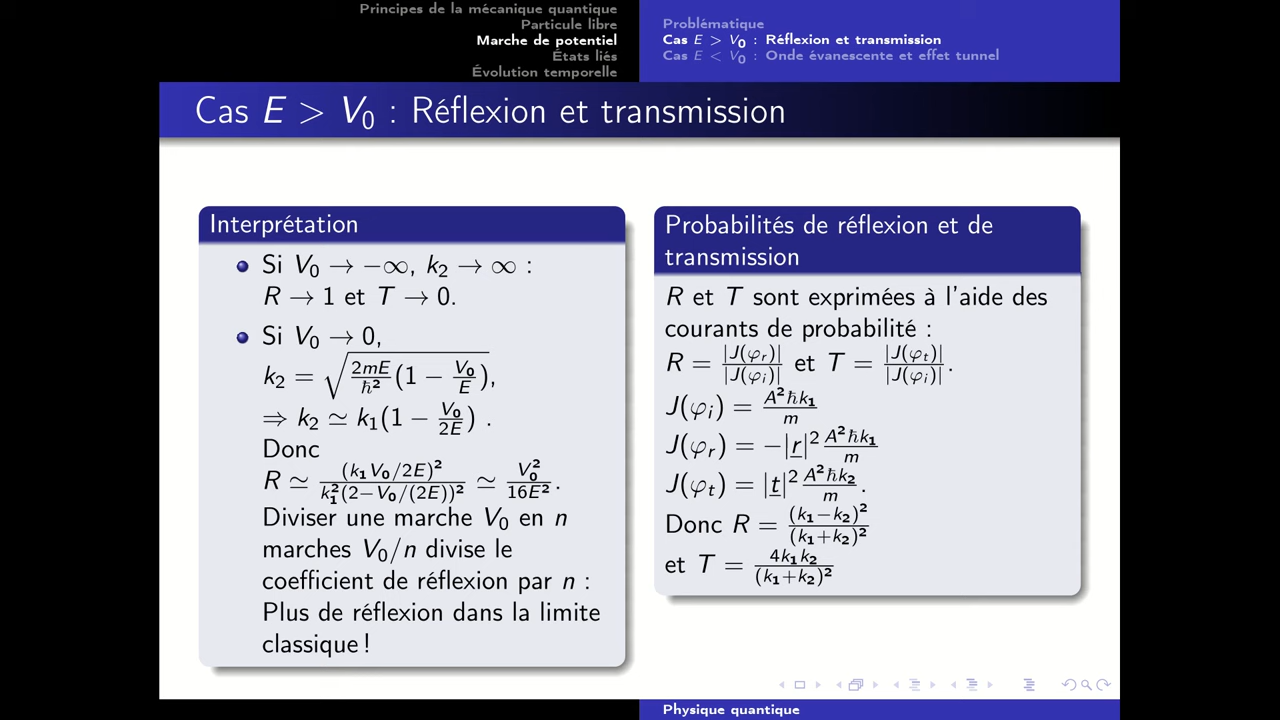 Principes de la mécanique quantique
Particule libre
Marche de potentiel
États liés
Évolution temporelle
Problématique
Cas E > V₀ : Réflexion et transmission
Cas E < V₀ : Onde évanescente et effet tunnel
Cas E > V₀ : Réflexion et transmission
Interprétation
Si V₀ → −∞, k₂ → ∞ :
R → 1 et T → 0.
Si V₀ → 0,
k₂ = √(2mE/ħ² (1 − V₀/E)),
⇒ k₂ ≃ k₁(1 − V₀/2E) .
Donc
R ≃ (k₁V₀/2E)²/k₁²(2−V₀/(2E))² ≃ V₀²/16E².
Diviser une marche V₀ en n
marches V₀/n divise le
coefficient de réflexion par n :
Plus de réflexion dans la limite
classique !
Probabilités de réflexion et de
transmission
R et T sont exprimées à l'aide des
courants de probabilité :
R = |J(φᵣ)|/|J(φᵢ)| et T = |J(φₜ)|/|J(φᵢ)|.
J(φᵢ) = A²ħk₁/m
J(φᵣ) = −|r|² A²ħk₁/m
J(φₜ) = |t|² A²ħk₂/m.
Donc R = (k₁−k₂)²/(k₁+k₂)²
et T = 4k₁k₂/(k₁+k₂)²
Physique quantique